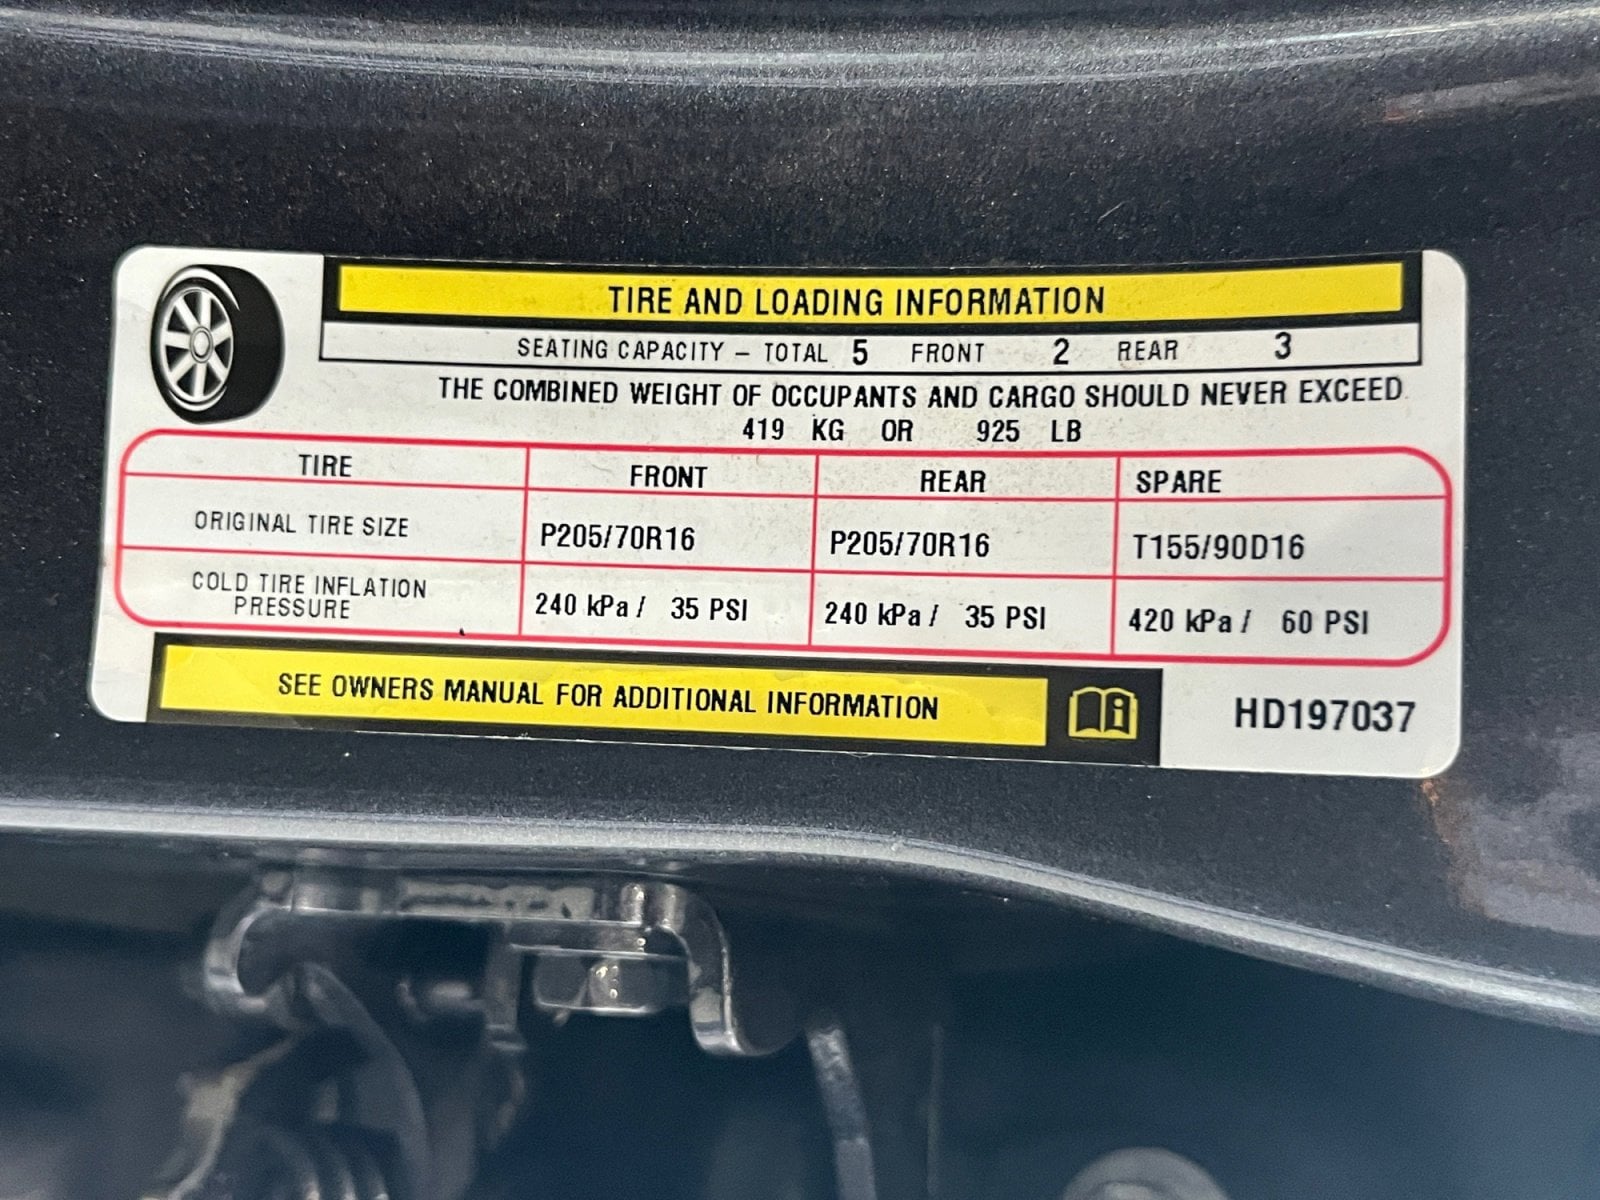 TIRE AND LOADING INFORMATION
SEATING CAPACITY – TOTAL 5 FRONT 2 REAR 3
THE COMBINED WEIGHT OF OCCUPANTS AND CARGO SHOULD NEVER EXCEED
419 KG OR 925 LB
TIRE FRONT REAR SPARE
ORIGINAL TIRE SIZE P205/70R16 P205/70R16 T155/90D16
COLD TIRE INFLATION
PRESSURE 240 kPa / 35 PSI 240 kPa / 35 PSI 420 kPa / 60 PSI
SEE OWNERS MANUAL FOR ADDITIONAL INFORMATION i
HD197037